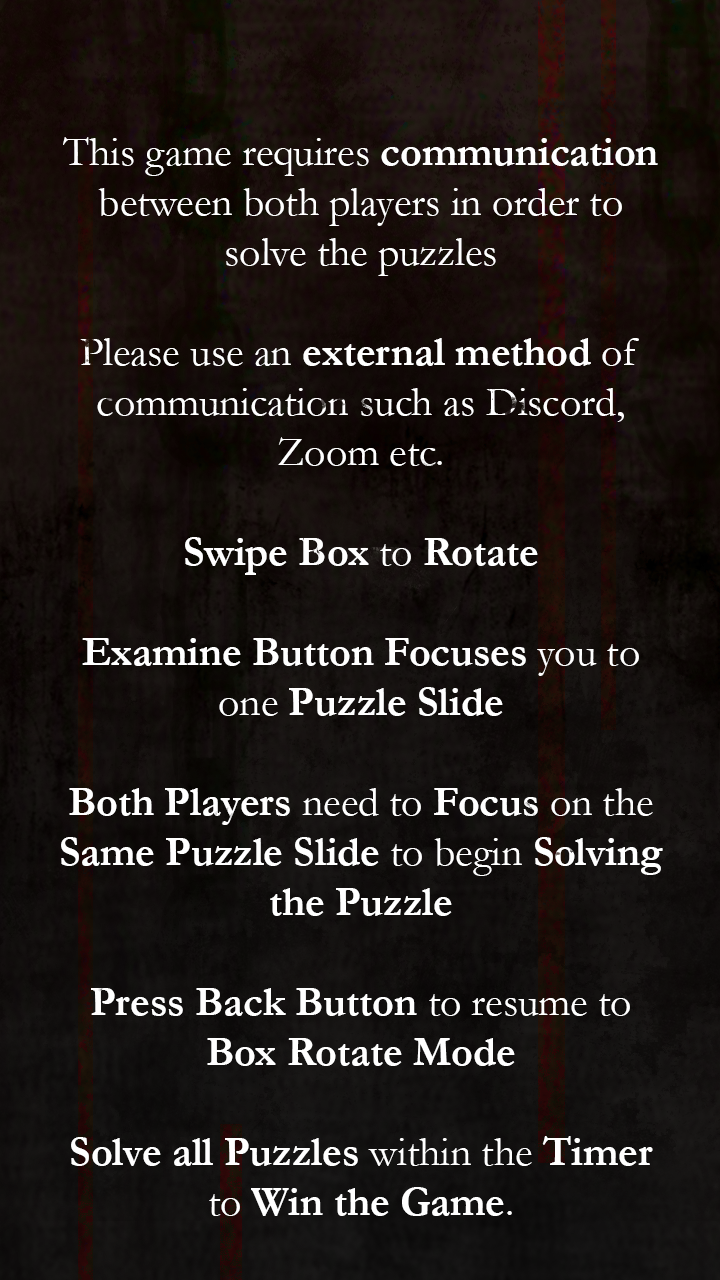 This game requires communication
between both players in order to
solve the puzzles
Please use an external method of
communication such as Discord,
Zoom etc.
Swipe Box to Rotate
Examine Button Focuses you to
one Puzzle Slide
Both Players need to Focus on the
Same Puzzle Slide to begin Solving
the Puzzle
Press Back Button to resume to
Box Rotate Mode
Solve all Puzzles within the Timer
to Win the Game.